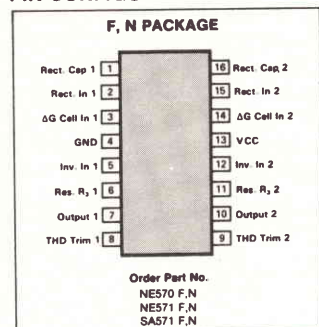 F, N PACKAGE
Rect. Cap 1 1
16 Rect. Cap. 2
Rect. In 1 2
15 Rect. In 2
ΔG Cell In 1 3
14 ΔG Cell In 2
GND 4
13 VCC
Inv. In 1 5
12 Inv. In 2
Res. R₃ 1 6
11 Res. R₃ 2
Output 1 7
10 Output 2
THD Trim 1 8
9 THD Trim 2
Order Part No.
NE570 F,N
NE571 F,N
SA571 F,N